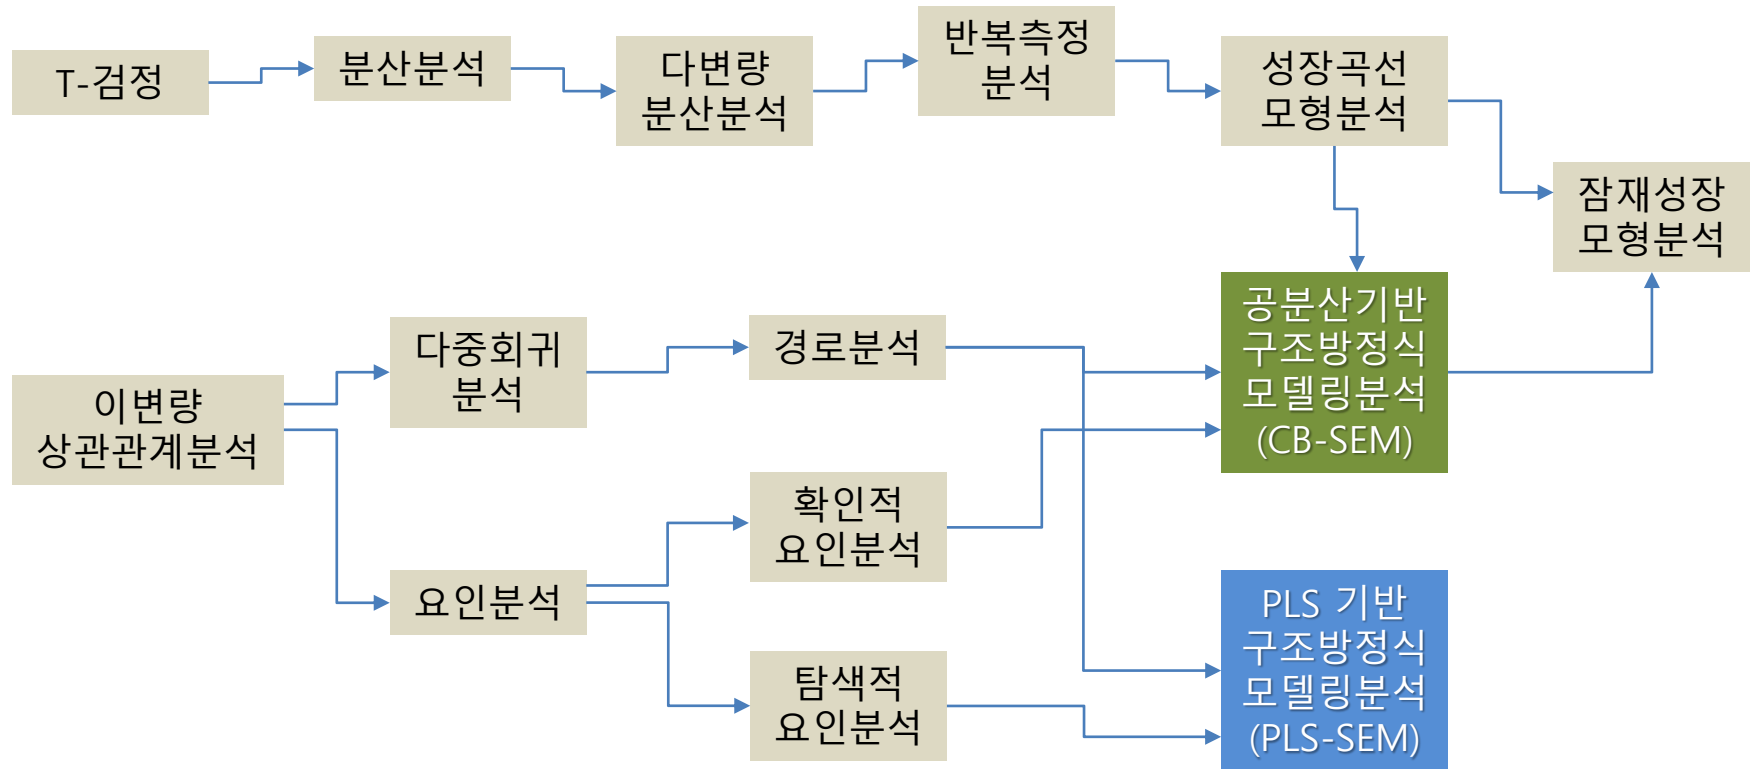 T-검정
분산분석
다변량
분산분석
반복측정
분석
성장곡선
모형분석
잠재성장
모형분석
이변량
상관관계분석
다중회귀
분석
경로분석
공분산기반
구조방정식
모델링분석
(CB-SEM)
확인적
요인분석
요인분석
탐색적
요인분석
PLS 기반
구조방정식
모델링분석
(PLS-SEM)